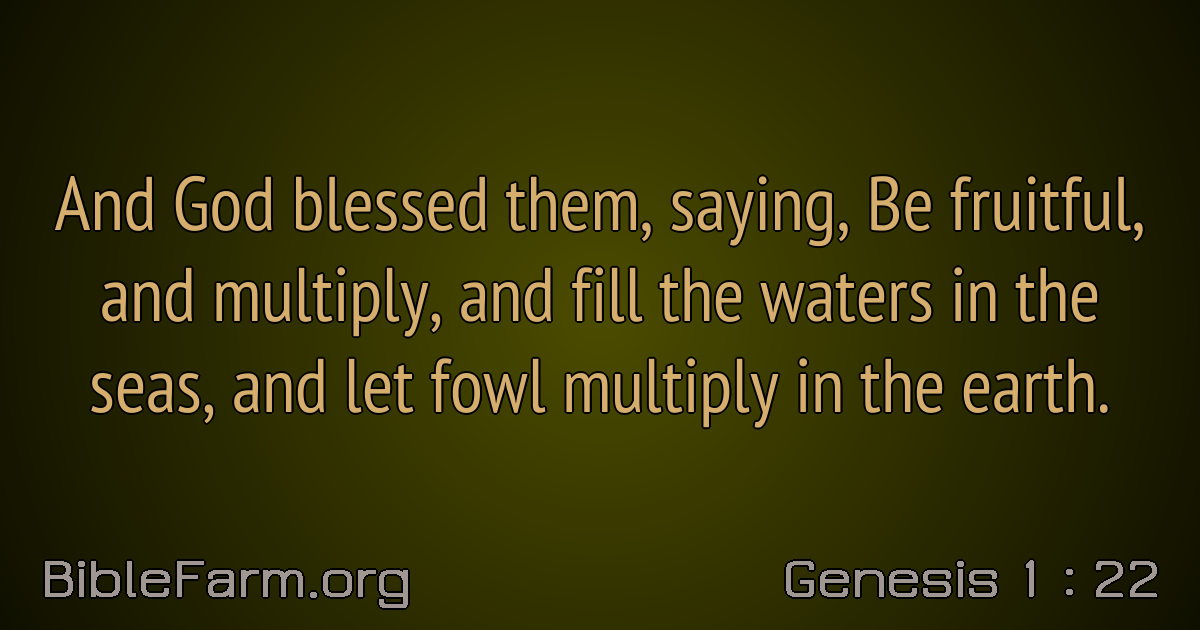 And God blessed them, saying, Be fruitful,
and multiply, and fill the waters in the
seas, and let fowl multiply in the earth.
BibleFarm.org
Genesis 1 : 22